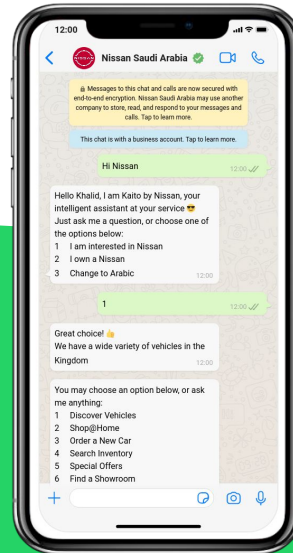 12:00
NISSAN
Nissan Saudi Arabia
Messages to this chat and calls are now secured with
end-to-end encryption. Nissan Saudi Arabia may use another
company to store, read, and respond to your messages and
calls. Tap to learn more.
This chat is with a business account. Tap to learn more.
Hi Nissan
12:00
Hello Khalid, I am Kaito by Nissan, your
intelligent assistant at your service 😎
Just ask me a question, or choose one of
the options below:
1 I am interested in Nissan
2 I own a Nissan
3 Change to Arabic
12:00
1
12:00
Great choice! 👍
We have a wide variety of vehicles in the
Kingdom
12:00
You may choose an option below, or ask
me anything:
1 Discover Vehicles
2 Shop@Home
3 Order a New Car
4 Search Inventory
5 Special Offers
6 Find a Showroom